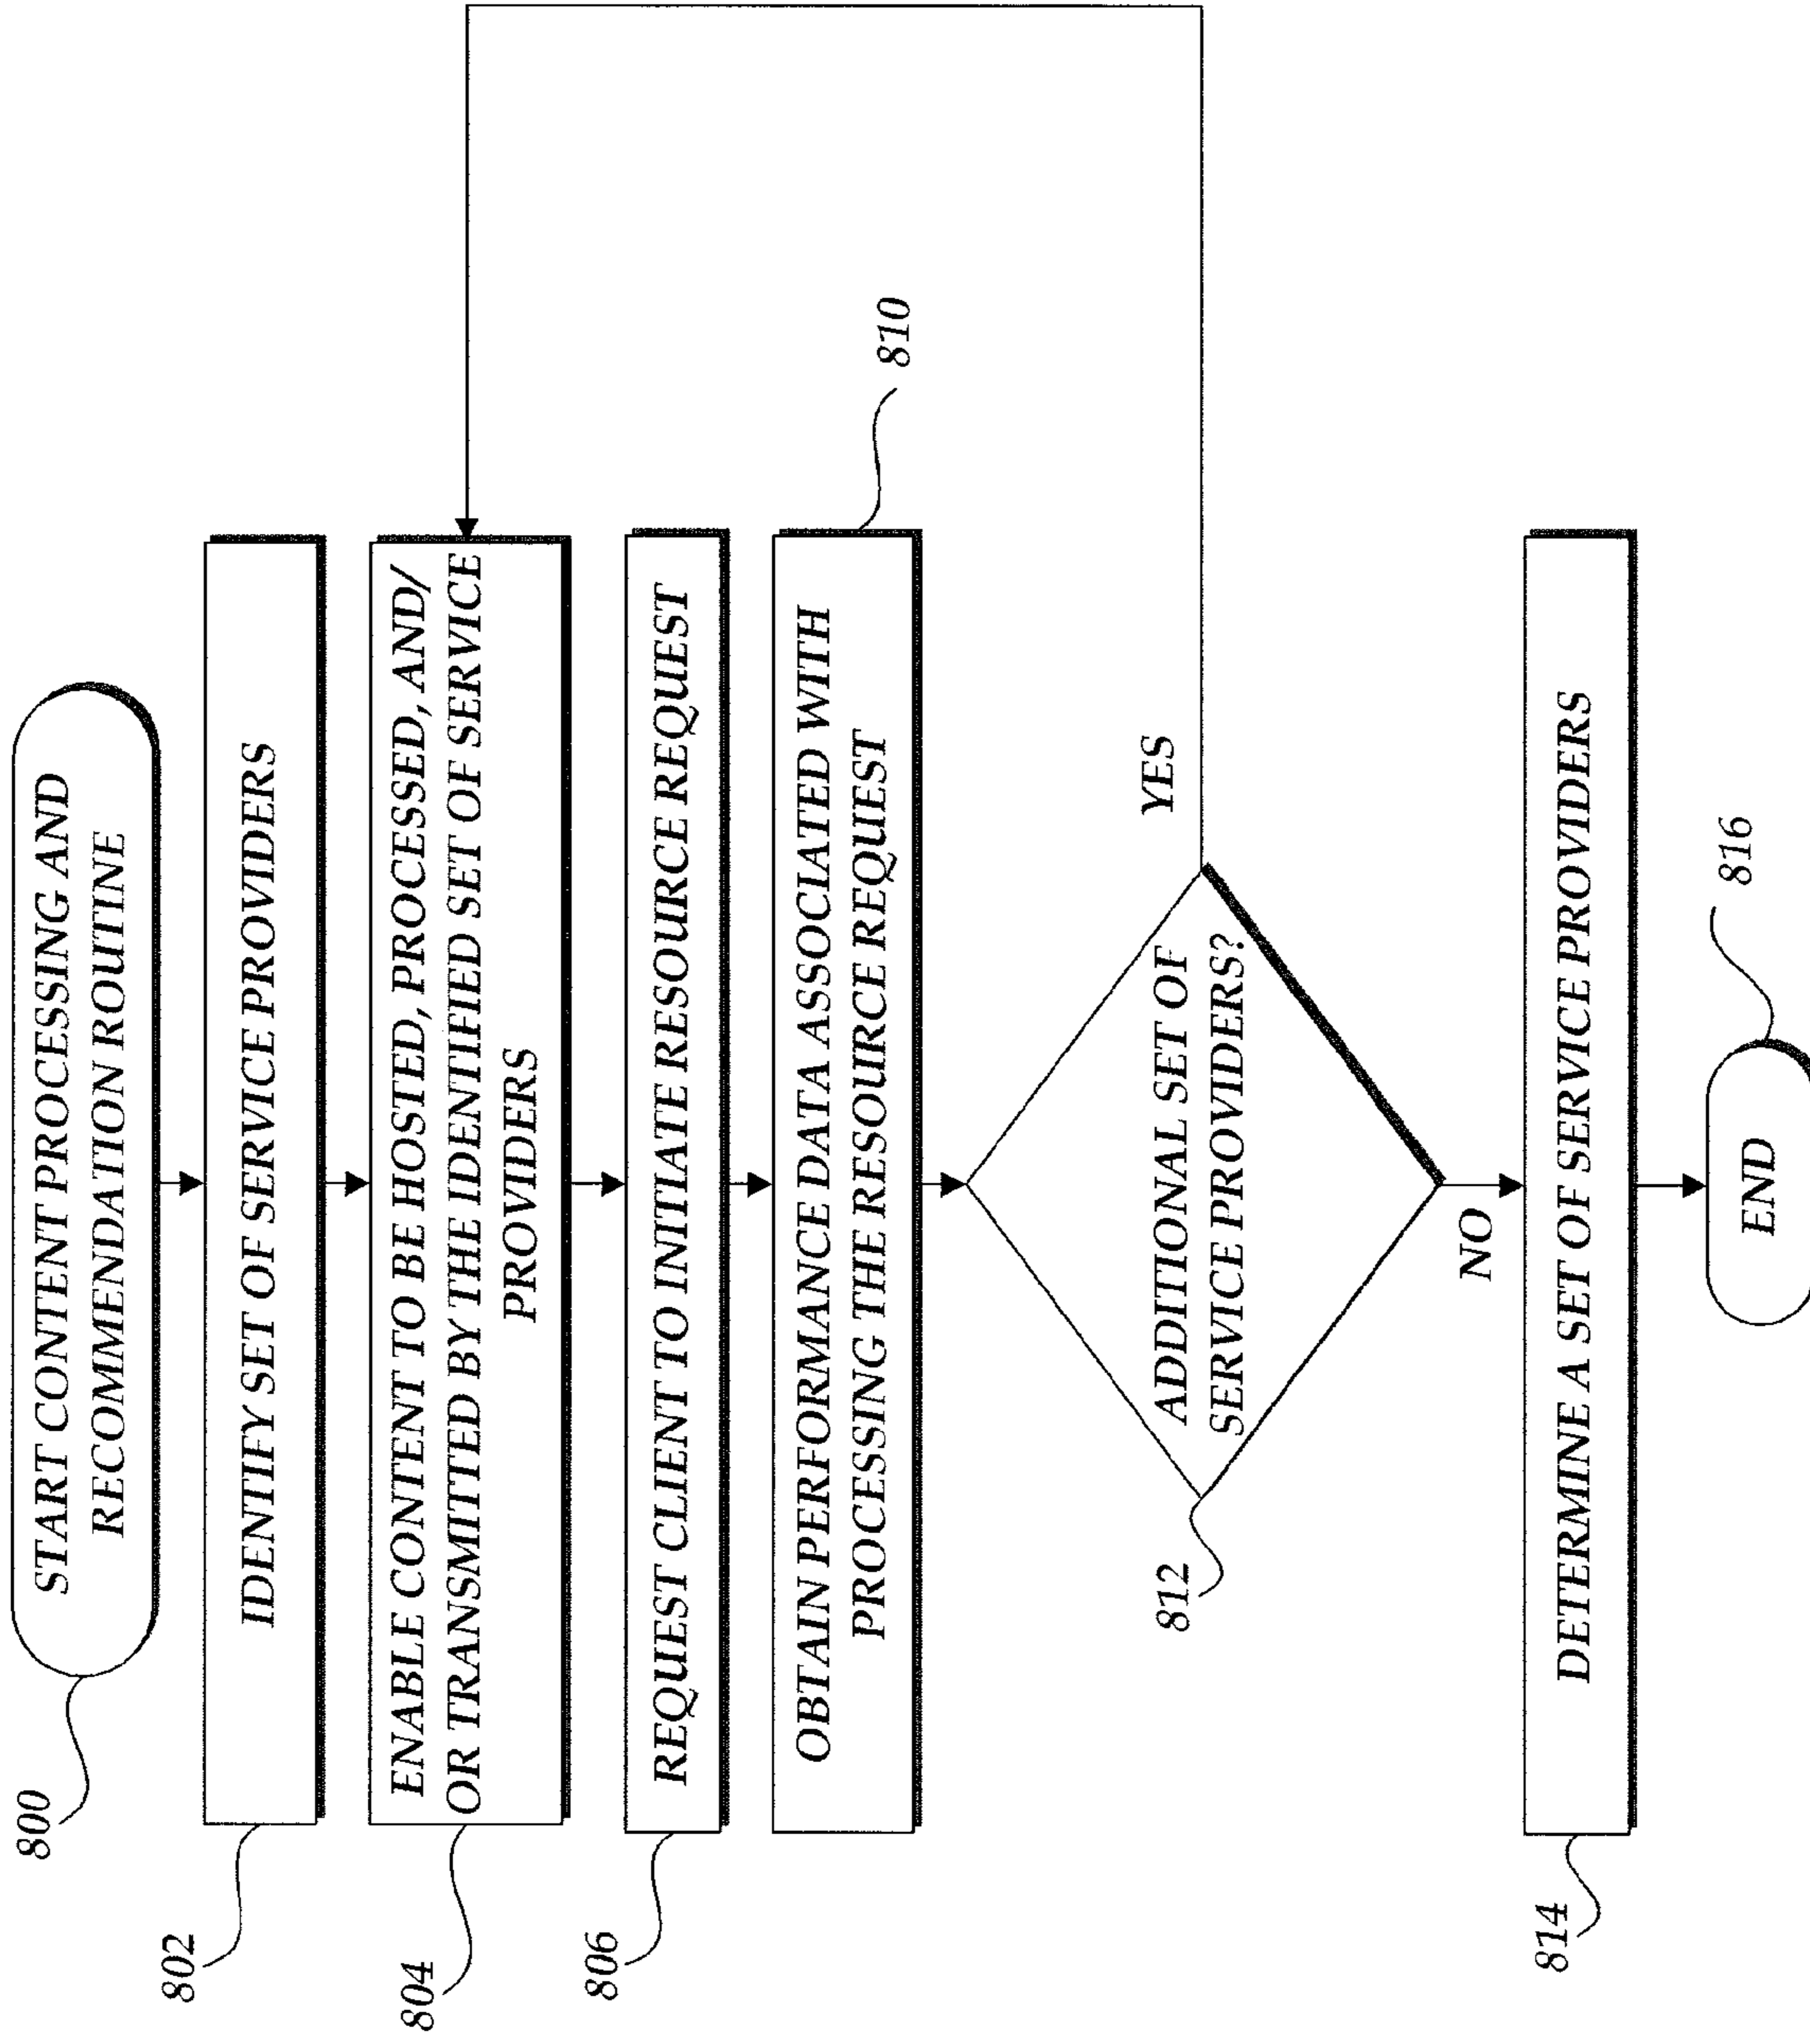 800
START CONTENT PROCESSING AND
RECOMMENDATION ROUTINE
802
IDENTIFY SET OF SERVICE PROVIDERS
804
ENABLE CONTENT TO BE HOSTED, PROCESSED, AND/
OR TRANSMITTED BY THE IDENTIFIED SET OF SERVICE
PROVIDERS
806
REQUEST CLIENT TO INITIATE RESOURCE REQUEST
810
OBTAIN PERFORMANCE DATA ASSOCIATED WITH
PROCESSING THE RESOURCE REQUEST
812
ADDITIONAL SET OF
SERVICE PROVIDERS?
YES
NO
814
DETERMINE A SET OF SERVICE PROVIDERS
816
END